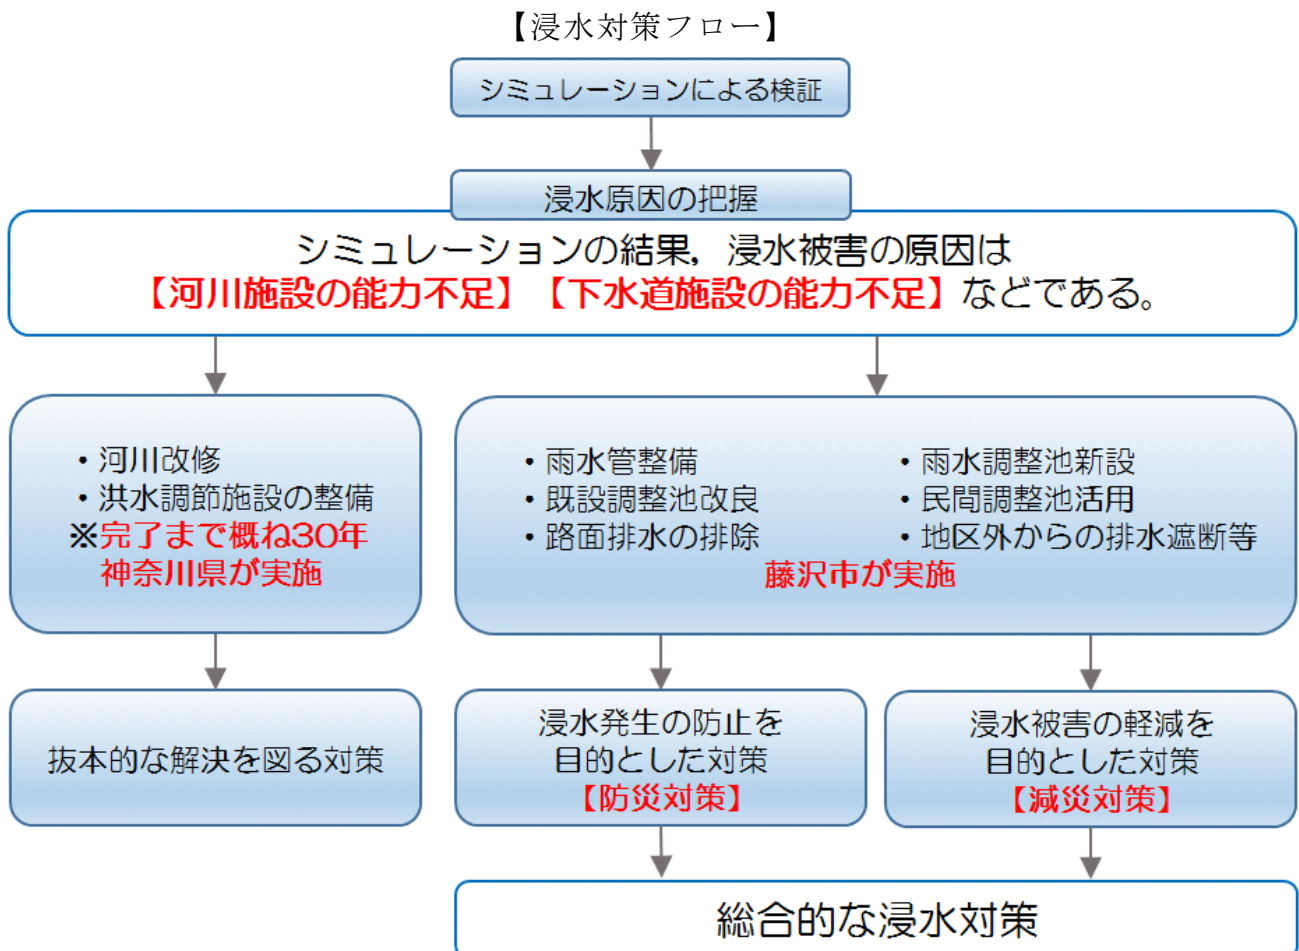 【浸水対策フロー】
シミュレーションによる検証
浸水原因の把握
シミュレーションの結果，浸水被害の原因は
【河川施設の能力不足】【下水道施設の能力不足】などである。
・河川改修
・洪水調節施設の整備
※完了まで概ね30年
神奈川県が実施
・雨水管整備
・既設調整池改良
・路面排水の排除
・雨水調整池新設
・民間調整池活用
・地区外からの排水遮断等
藤沢市が実施
抜本的な解決を図る対策
浸水発生の防止を
目的とした対策
【防災対策】
浸水被害の軽減を
目的とした対策
【減災対策】
総合的な浸水対策